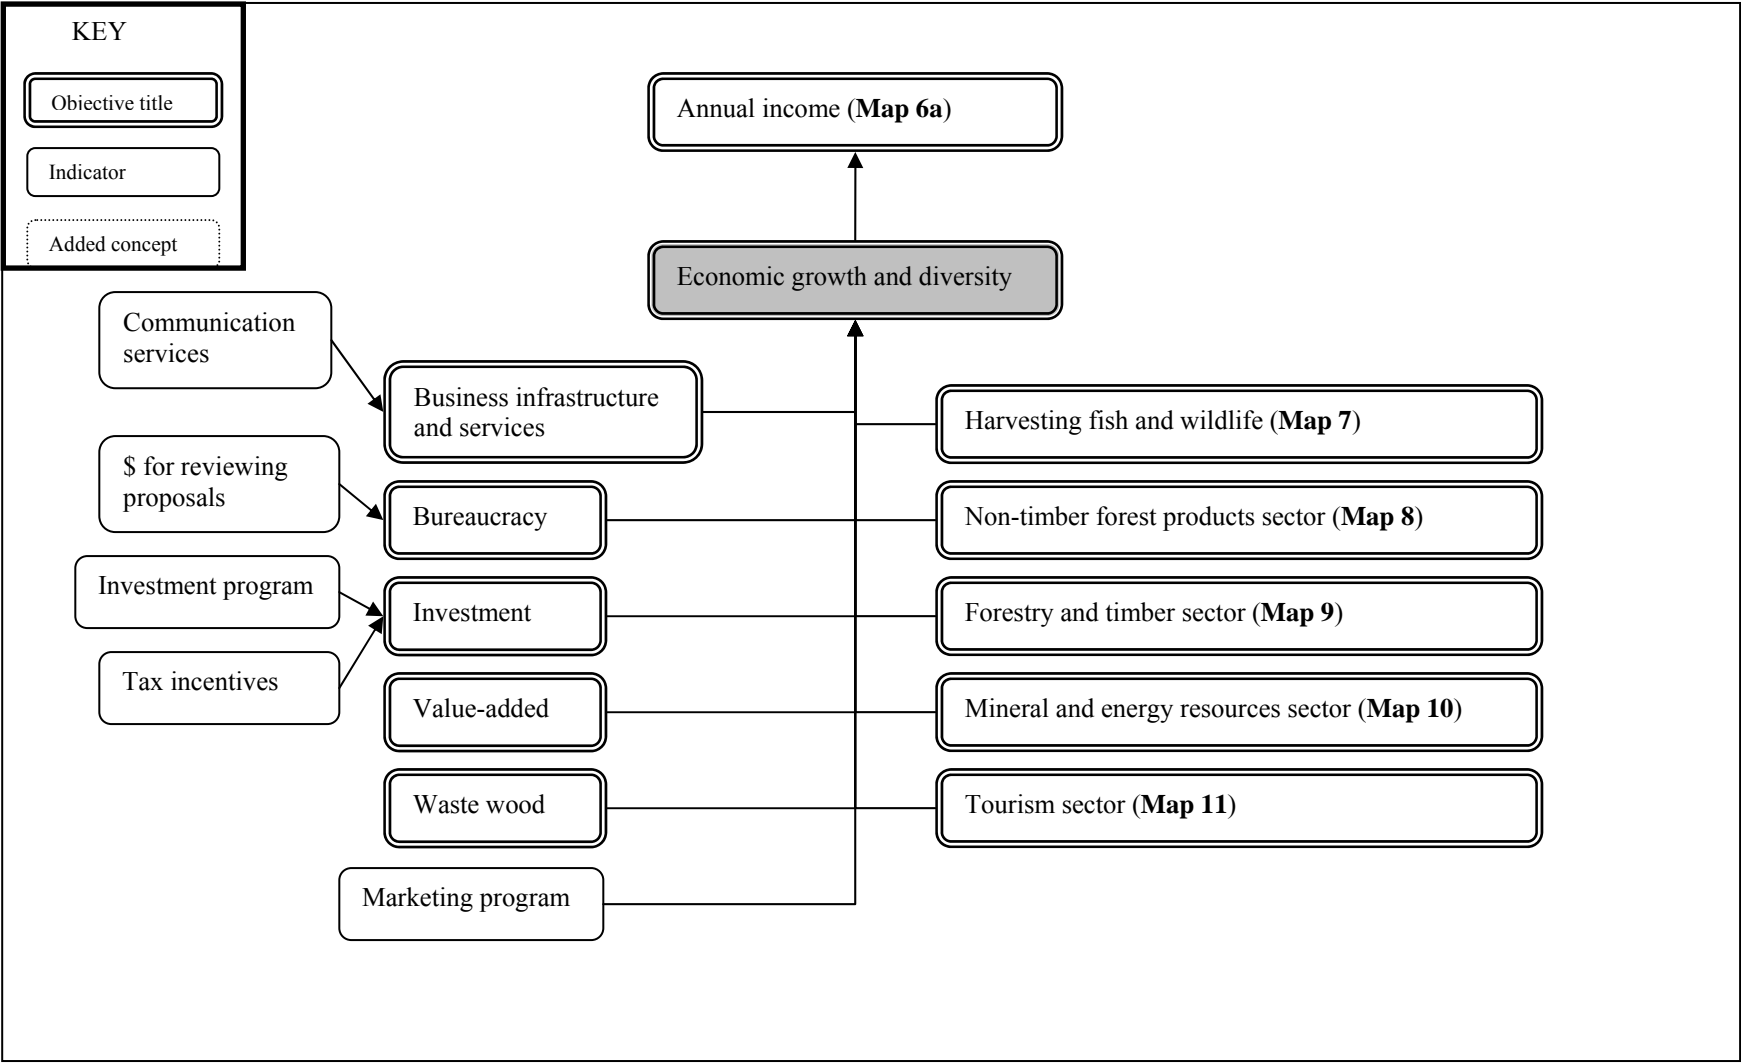 KEY
Obiective title
Indicator
Added concept
Annual income (Map 6a)
Economic growth and diversity
Communication
services
Business infrastructure
and services
Harvesting fish and wildlife (Map 7)
$ for reviewing
proposals
Bureaucracy
Non-timber forest products sector (Map 8)
Investment program
Investment
Forestry and timber sector (Map 9)
Tax incentives
Value-added
Mineral and energy resources sector (Map 10)
Waste wood
Tourism sector (Map 11)
Marketing program